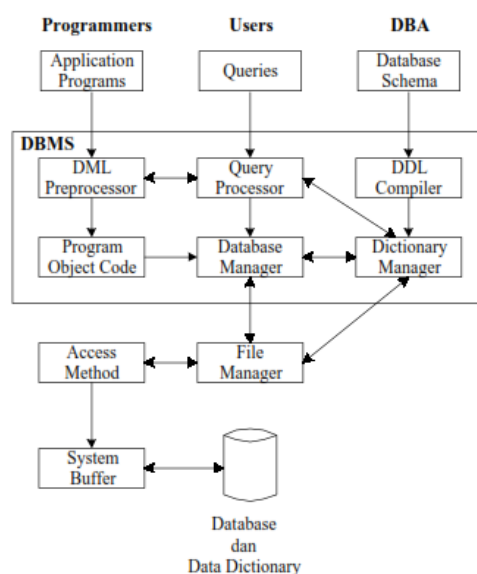 Programmers
Users
DBA
Application
Programs
Queries
Database
Schema
DBMS
DML
Preprocessor
Query
Processor
DDL
Compiler
Program
Object Code
Database
Manager
Dictionary
Manager
Access
Method
File
Manager
System
Buffer
Database
dan
Data Dictionary